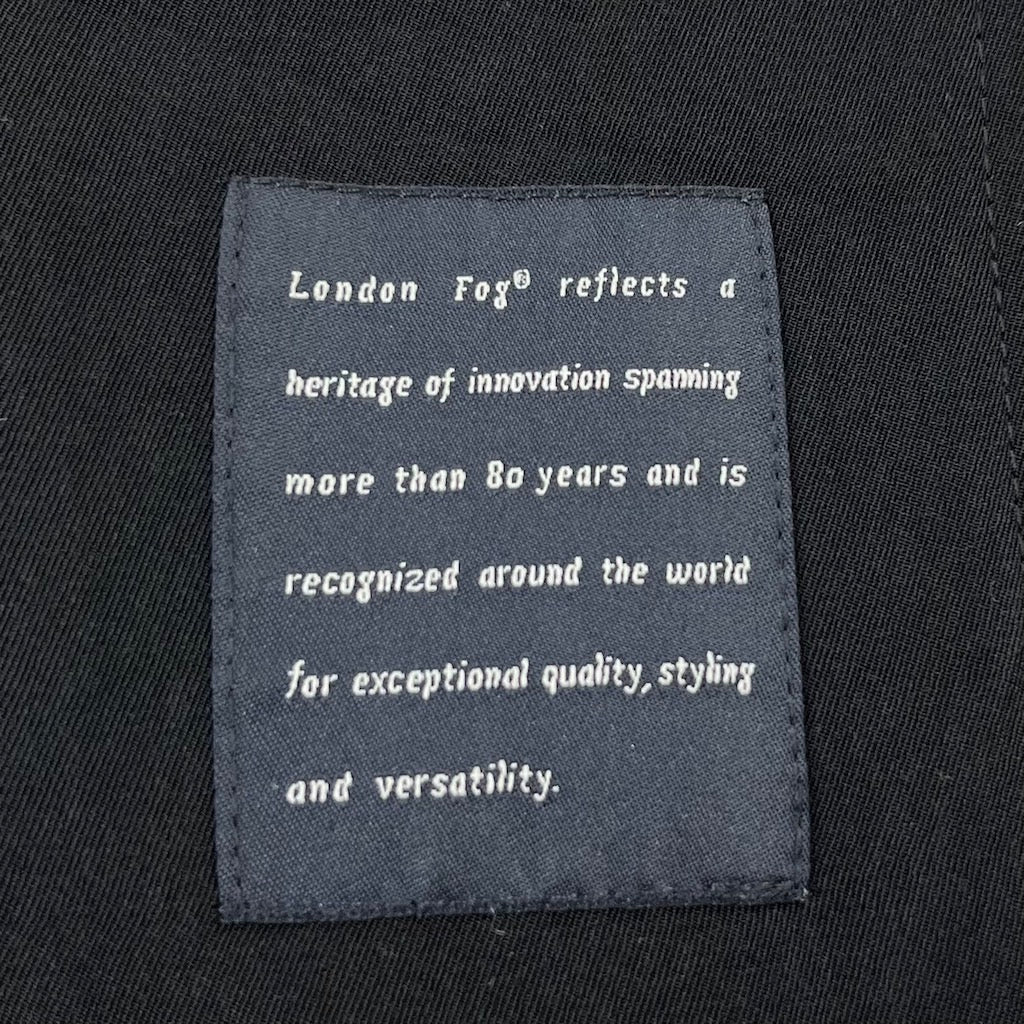 London Fog® reflects a
heritage of innovation spanning
more than 80 years and is
recognized around the world
for exceptional quality, styling
and versatility.